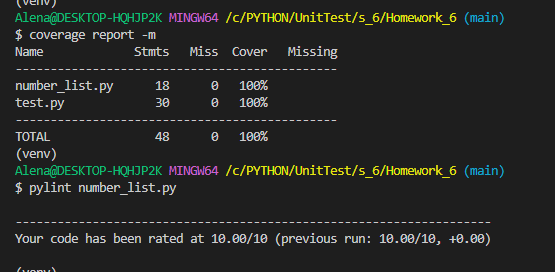 Alena@DESKTOP-HQHJP2K MINGW64 /c/PYTHON/UnitTest/s_6/Homework_6 (main)
$ coverage report -m
Name             Stmts   Miss  Cover   Missing
----------------------------------------------
number_list.py      18      0   100%
test.py             30      0   100%
----------------------------------------------
TOTAL               48      0   100%
(venv)
Alena@DESKTOP-HQHJP2K MINGW64 /c/PYTHON/UnitTest/s_6/Homework_6 (main)
$ pylint number_list.py

--------------------------------------------------------------------
Your code has been rated at 10.00/10 (previous run: 10.00/10, +0.00)

(venv)